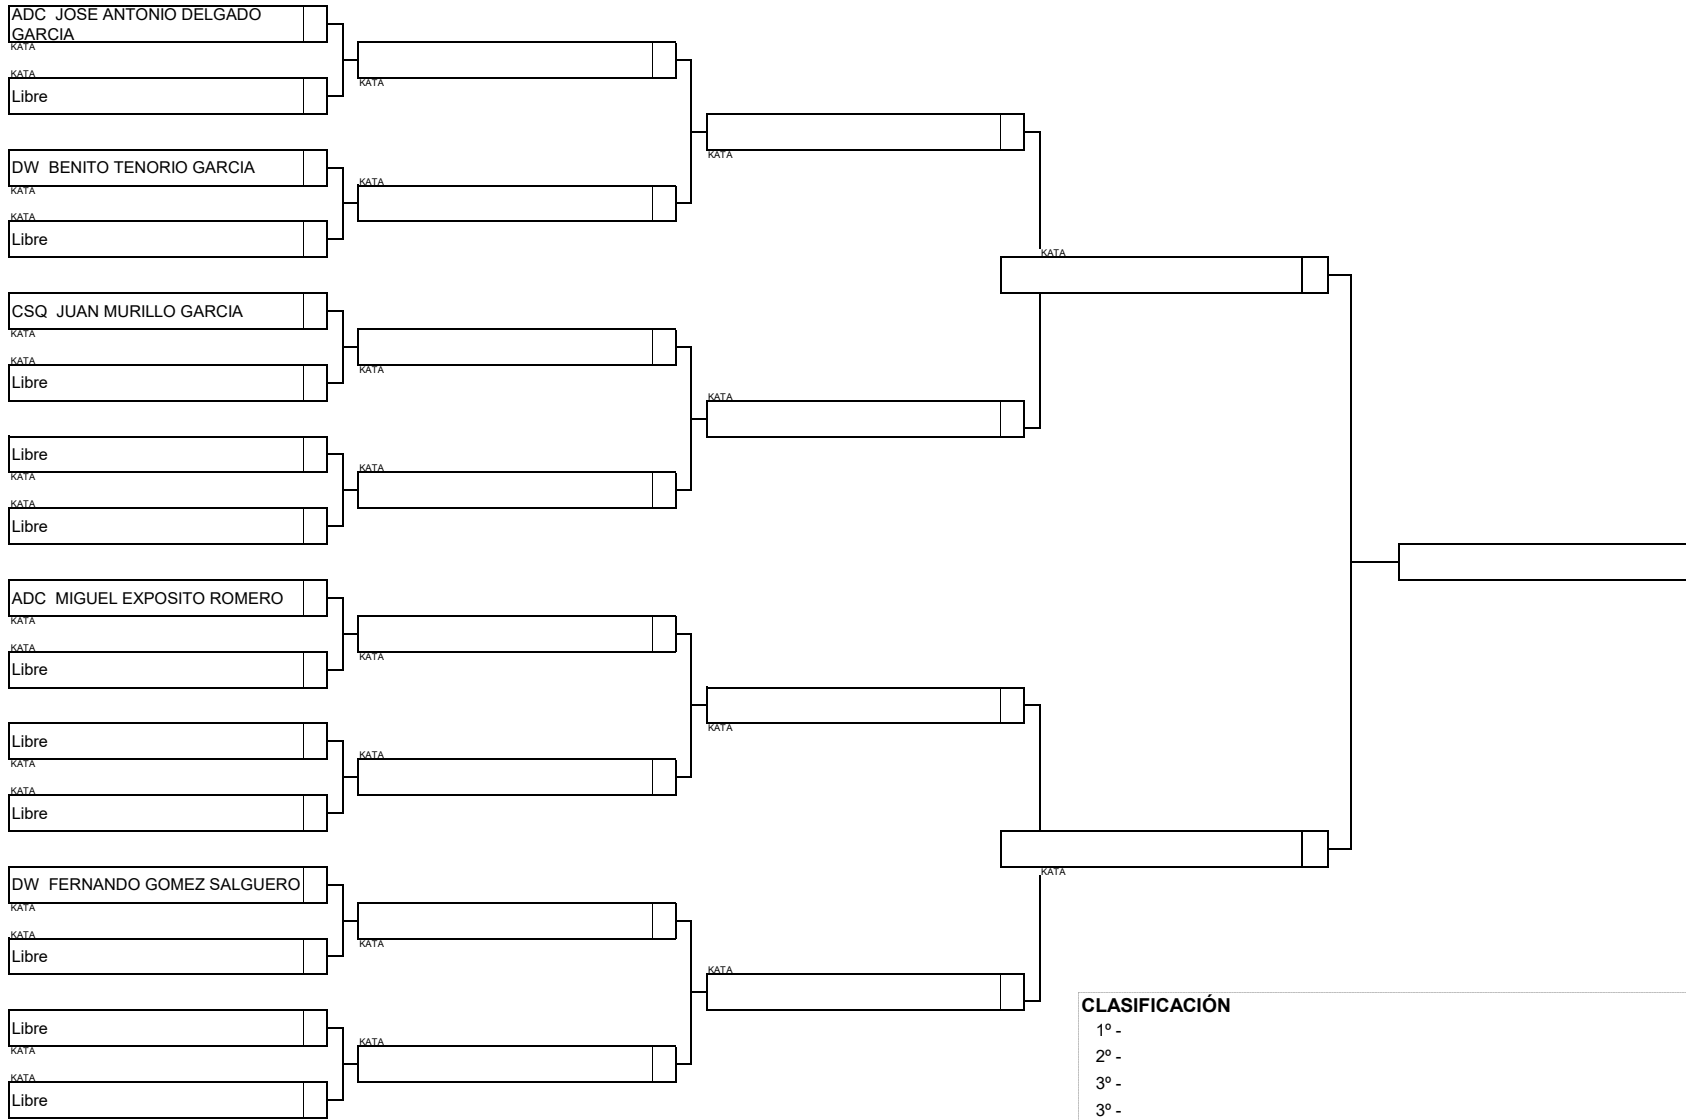 ADC  JOSE ANTONIO DELGADO
GARCIA
KATA
KATA
Libre
DW  BENITO TENORIO GARCIA
KATA
KATA
Libre
CSQ  JUAN MURILLO GARCIA
KATA
KATA
Libre
Libre
KATA
KATA
Libre
ADC  MIGUEL EXPOSITO ROMERO
KATA
KATA
Libre
Libre
KATA
KATA
Libre
DW  FERNANDO GOMEZ SALGUERO
KATA
KATA
Libre
Libre
KATA
KATA
Libre
KATA
KATA
KATA
KATA
KATA
KATA
KATA
KATA
KATA
KATA
KATA
KATA
KATA
KATA
CLASIFICACIÓN
1º -
2º -
3º -
3º -